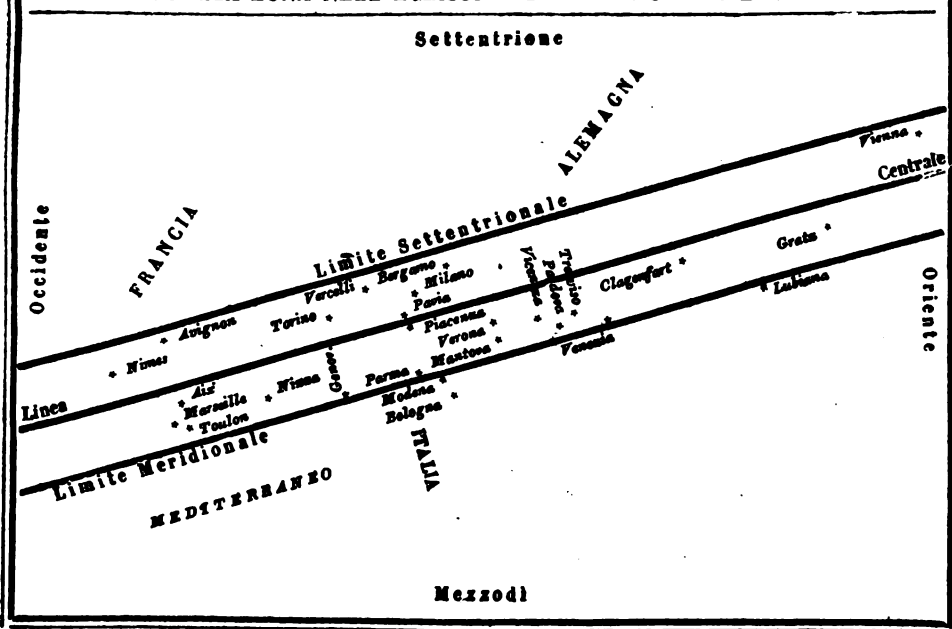 Settentrione
ALEMAGNA
Vienna
Centrale
Occidente
FRANCIA
Limite Settentrionale
Gratz
Vercelli
Bergamo
Milano
Vicenza
Padova
Treviso
Clagenfurt
Lubiana
Oriente
Avignon
Torino
Pavia
Piacenza
Verona
Mantova
Venezia
Nimes
Linea
Aix
Marseille
Toulon
Nizza
Genova
Parma
Modena
Bologna
Limite Meridionale
ITALIA
MEDITERRANEO
Mezzodì